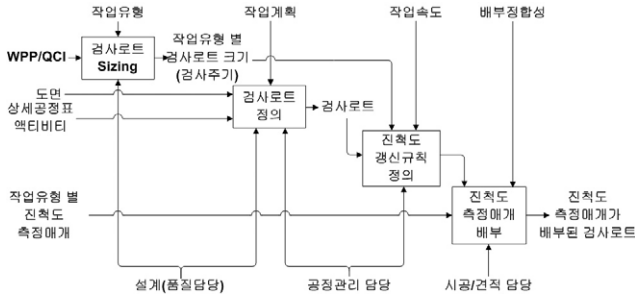 작업유형
작업계획
작업속도
배부정합성
WPP/QCI
검사로트
Sizing
작업유형 별
검사로트 크기
(검사주기)
도면
상세공정표
액티비티
검사로트
정의
검사로트
진척도
갱신규칙
정의
작업유형 별
진척도
측정매개
진척도
측정매개
배부
진척도
측정매개가
배부된 검사로트
설계(품질담당)
공정관리 담당
시공/견적 담당